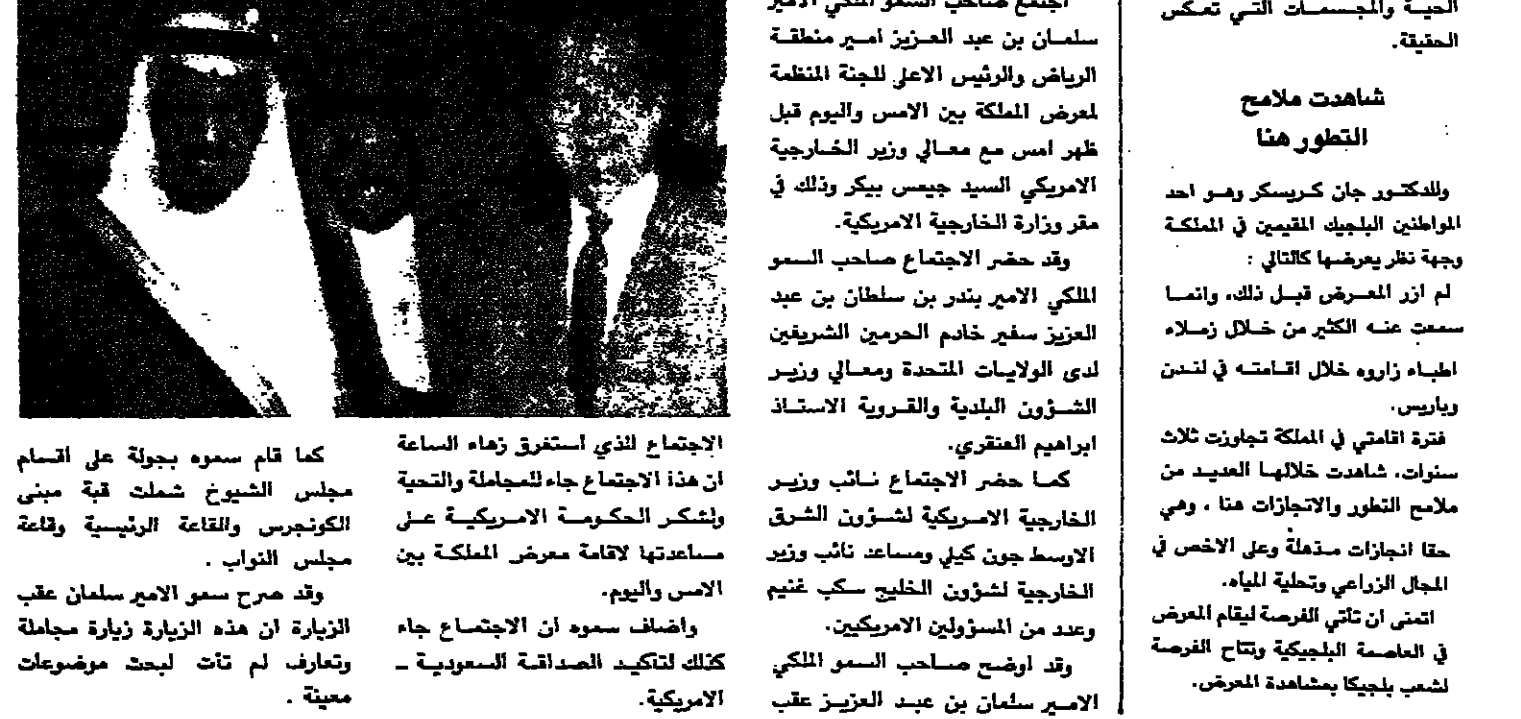 الحية والمجسمات التي تعكس
الحقيقة.
شاهدت ملامح
التطور هنا
وللدكتور جان كريسكر وهو احد
المواطنين البلجيك المقيمين في المملكة
وجهة نظر يعرضها كالتالي :
لم ازر المعرض قبل ذلك، وانما
سمعت عنه الكثير من خلال زملاء
اطباء زاروه خلال اقامته في لندن
وباريس.
فترة اقامتي في المملكة تجاوزت ثلاث
سنوات، شاهدت خلالها العديد من
ملامح التطور والانجازات هنا ، وهي
حقا انجازات مذهلة وعلى الاخص في
المجال الزراعي وتحلية المياه.
اتمنى ان تأتي الفرصة ليقام المعرض
في العاصمة البلجيكية وتتاح الفرصة
لشعب بلجيكا بمشاهدة المعرض.
اجتمع صاحب السمو الملكي الامير
سلمان بن عبد العزيز امير منطقة
الرياض والرئيس الاعلى للجنة المنظمة
لمعرض المملكة بين الامس واليوم قبل
ظهر امس مع معالي وزير الخارجية
الامريكي السيد جيمس بيكر وذلك في
مقر وزارة الخارجية الامريكية.
وقد حضر الاجتماع صاحب السمو
الملكي الامير بندر بن سلطان بن عبد
العزيز سفير خادم الحرمين الشريفين
لدى الولايات المتحدة ومعالي وزير
الشؤون البلدية والقروية الاستاذ
ابراهيم العنقري.
كما حضر الاجتماع نائب وزير
الخارجية الامريكية لشؤون الشرق
الاوسط جون كيلي ومساعد نائب وزير
الخارجية لشؤون الخليج سكب غنيم
وعدد من المسؤولين الامريكيين.
وقد اوضح صاحب السمو الملكي
الامير سلمان بن عبد العزيز عقب
الاجتماع الذي استغرق زهاء الساعة
ان هذا الاجتماع جاء للمجاملة والتحية
ولشكر الحكومة الامريكية على
مساعدتها لاقامة معرض المملكة بين
الامس واليوم.
واضاف سموه ان الاجتماع جاء
كذلك لتاكيد الصداقة السعودية ــ
الامريكية.
كما قام سموه بجولة على أقسام
مجلس الشيوخ شملت قبة مبنى
الكونجرس والقاعة الرئيسية وقاعة
مجلس النواب .
وقد صرح سمو الامير سلمان عقب
الزيارة ان هذه الزيارة زيارة مجاملة
وتعارف لم تأت لبحث موضوعات
معينة .